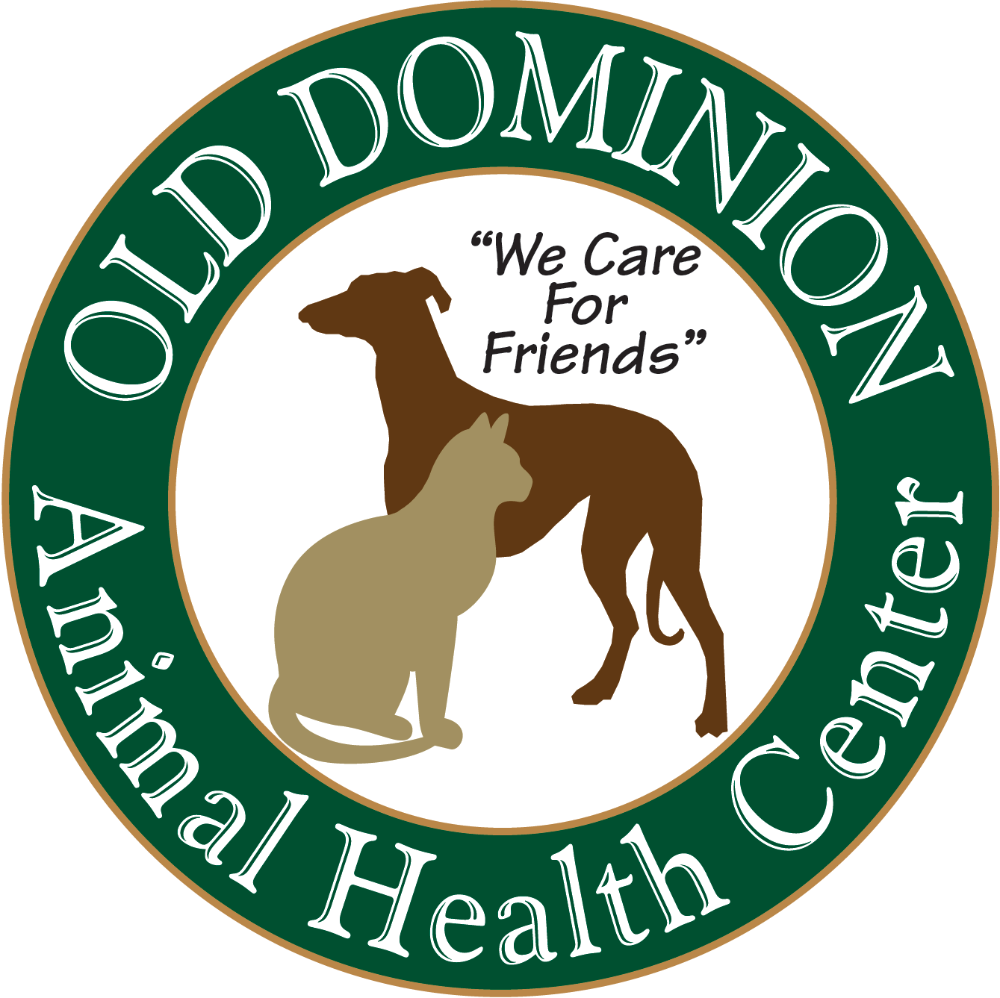 OLD DOMINION
“We Care
For
Friends”
Animal Health Center